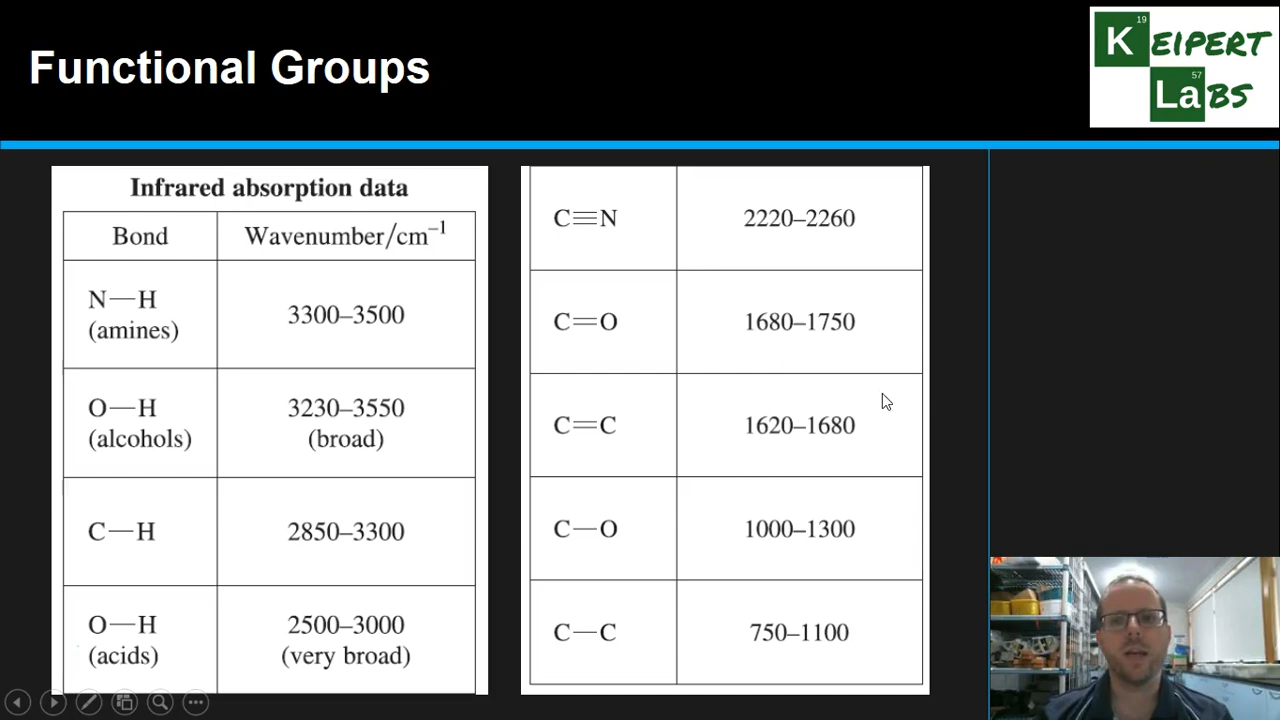 Functional Groups
19
K EIPERT
57
La BS
Infrared absorption data
Bond Wavenumber/cm⁻¹
N—H
(amines)
3300–3500
O—H
(alcohols)
3230–3550
(broad)
C—H 2850–3300
O—H
(acids)
2500–3000
(very broad)
C≡N 2220–2260
C=O 1680–1750
C=C 1620–1680
C—O 1000–1300
C—C 750–1100